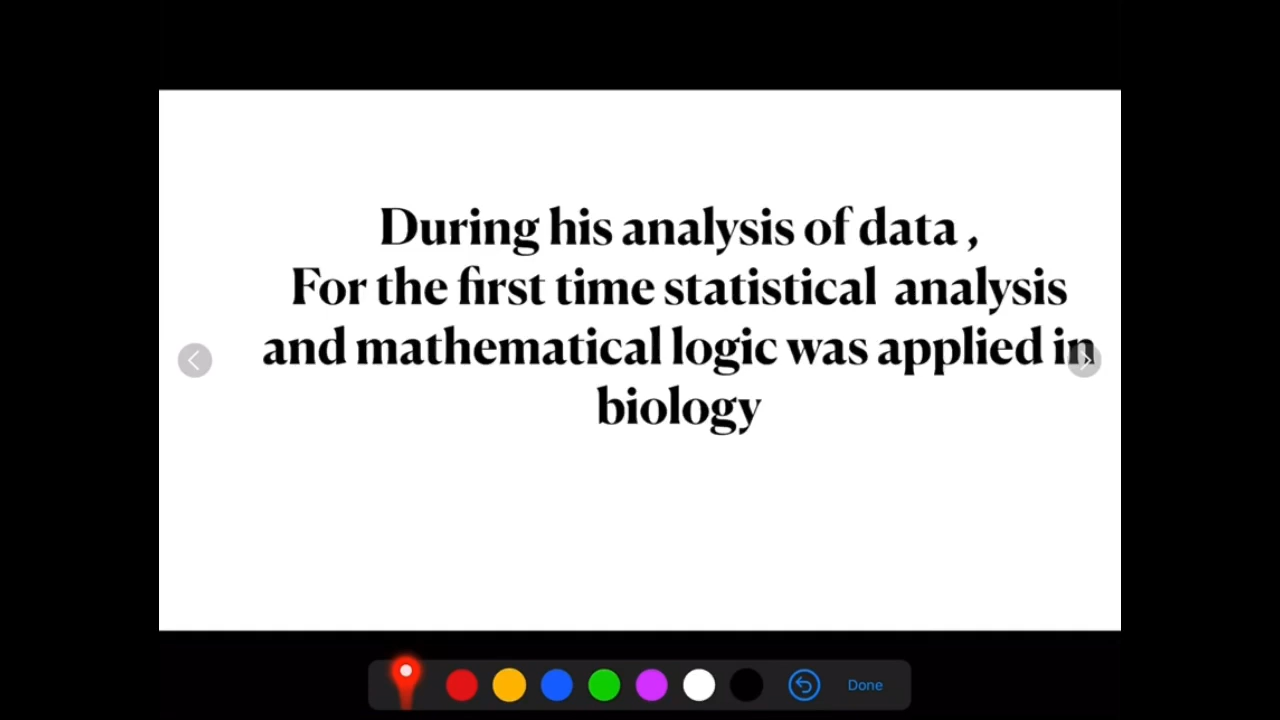 During his analysis of data ,
For the first time statistical analysis
and mathematical logic was applied in
biology
Done